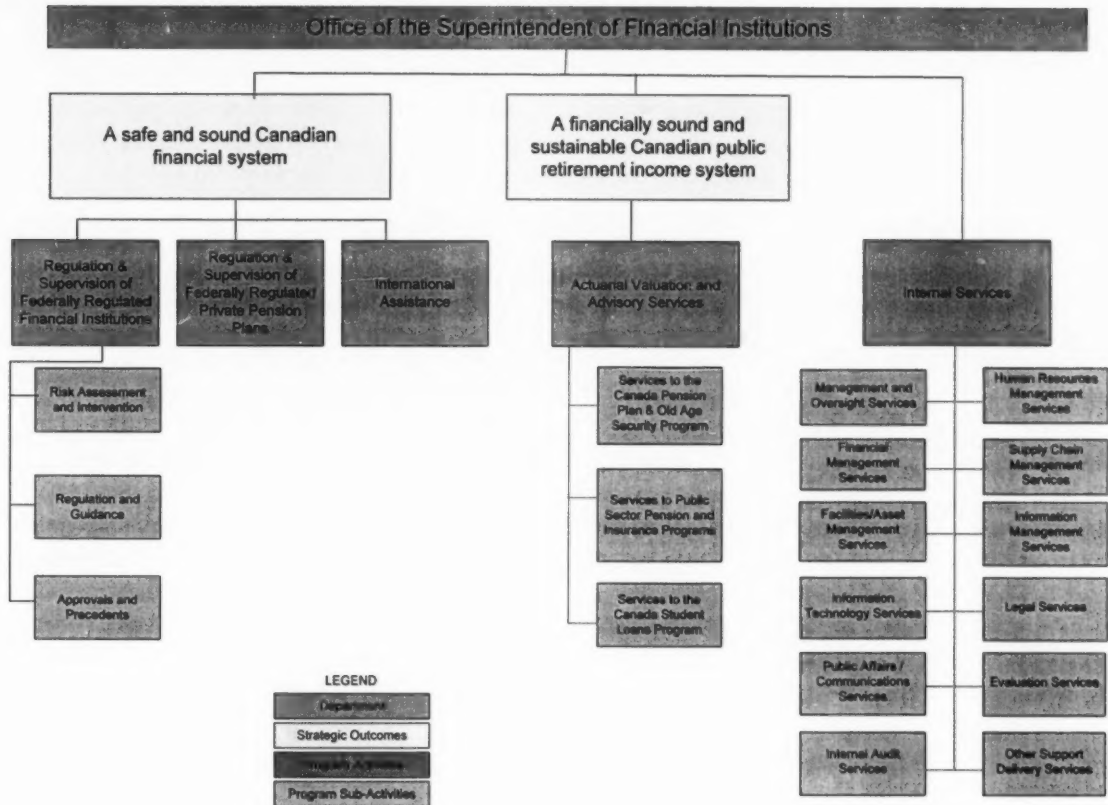 Office of the Superintendent of Financial Institutions
A safe and sound Canadian
financial system
A financially sound and
sustainable Canadian public
retirement income system
Regulation &
Supervision of
Federally Regulated
Financial Institutions
Regulation &
Supervision of
Federally Regulated
Private Pension
Plans
International
Assistance
Actuarial Valuation and
Advisory Services
Internal Services
Risk Assessment
and Intervention
Regulation and
Guidance
Approvals and
Precedents
Services to the
Canada Pension
Plan & Old Age
Security Program
Services to Public
Sector Pension and
Insurance Programs
Services to the
Canada Student
Loans Program
Management and
Oversight Services
Human Resources
Management
Services
Financial
Management
Services
Supply Chain
Management
Services
Facilities/Asset
Management
Services
Information
Management
Services
Information
Technology Services
Legal Services
Public Affairs /
Communications
Services
Evaluation Services
Internal Audit
Services
Other Support
Delivery Services
LEGEND
Department
Strategic Outcomes
Program Activities
Program Sub-Activities